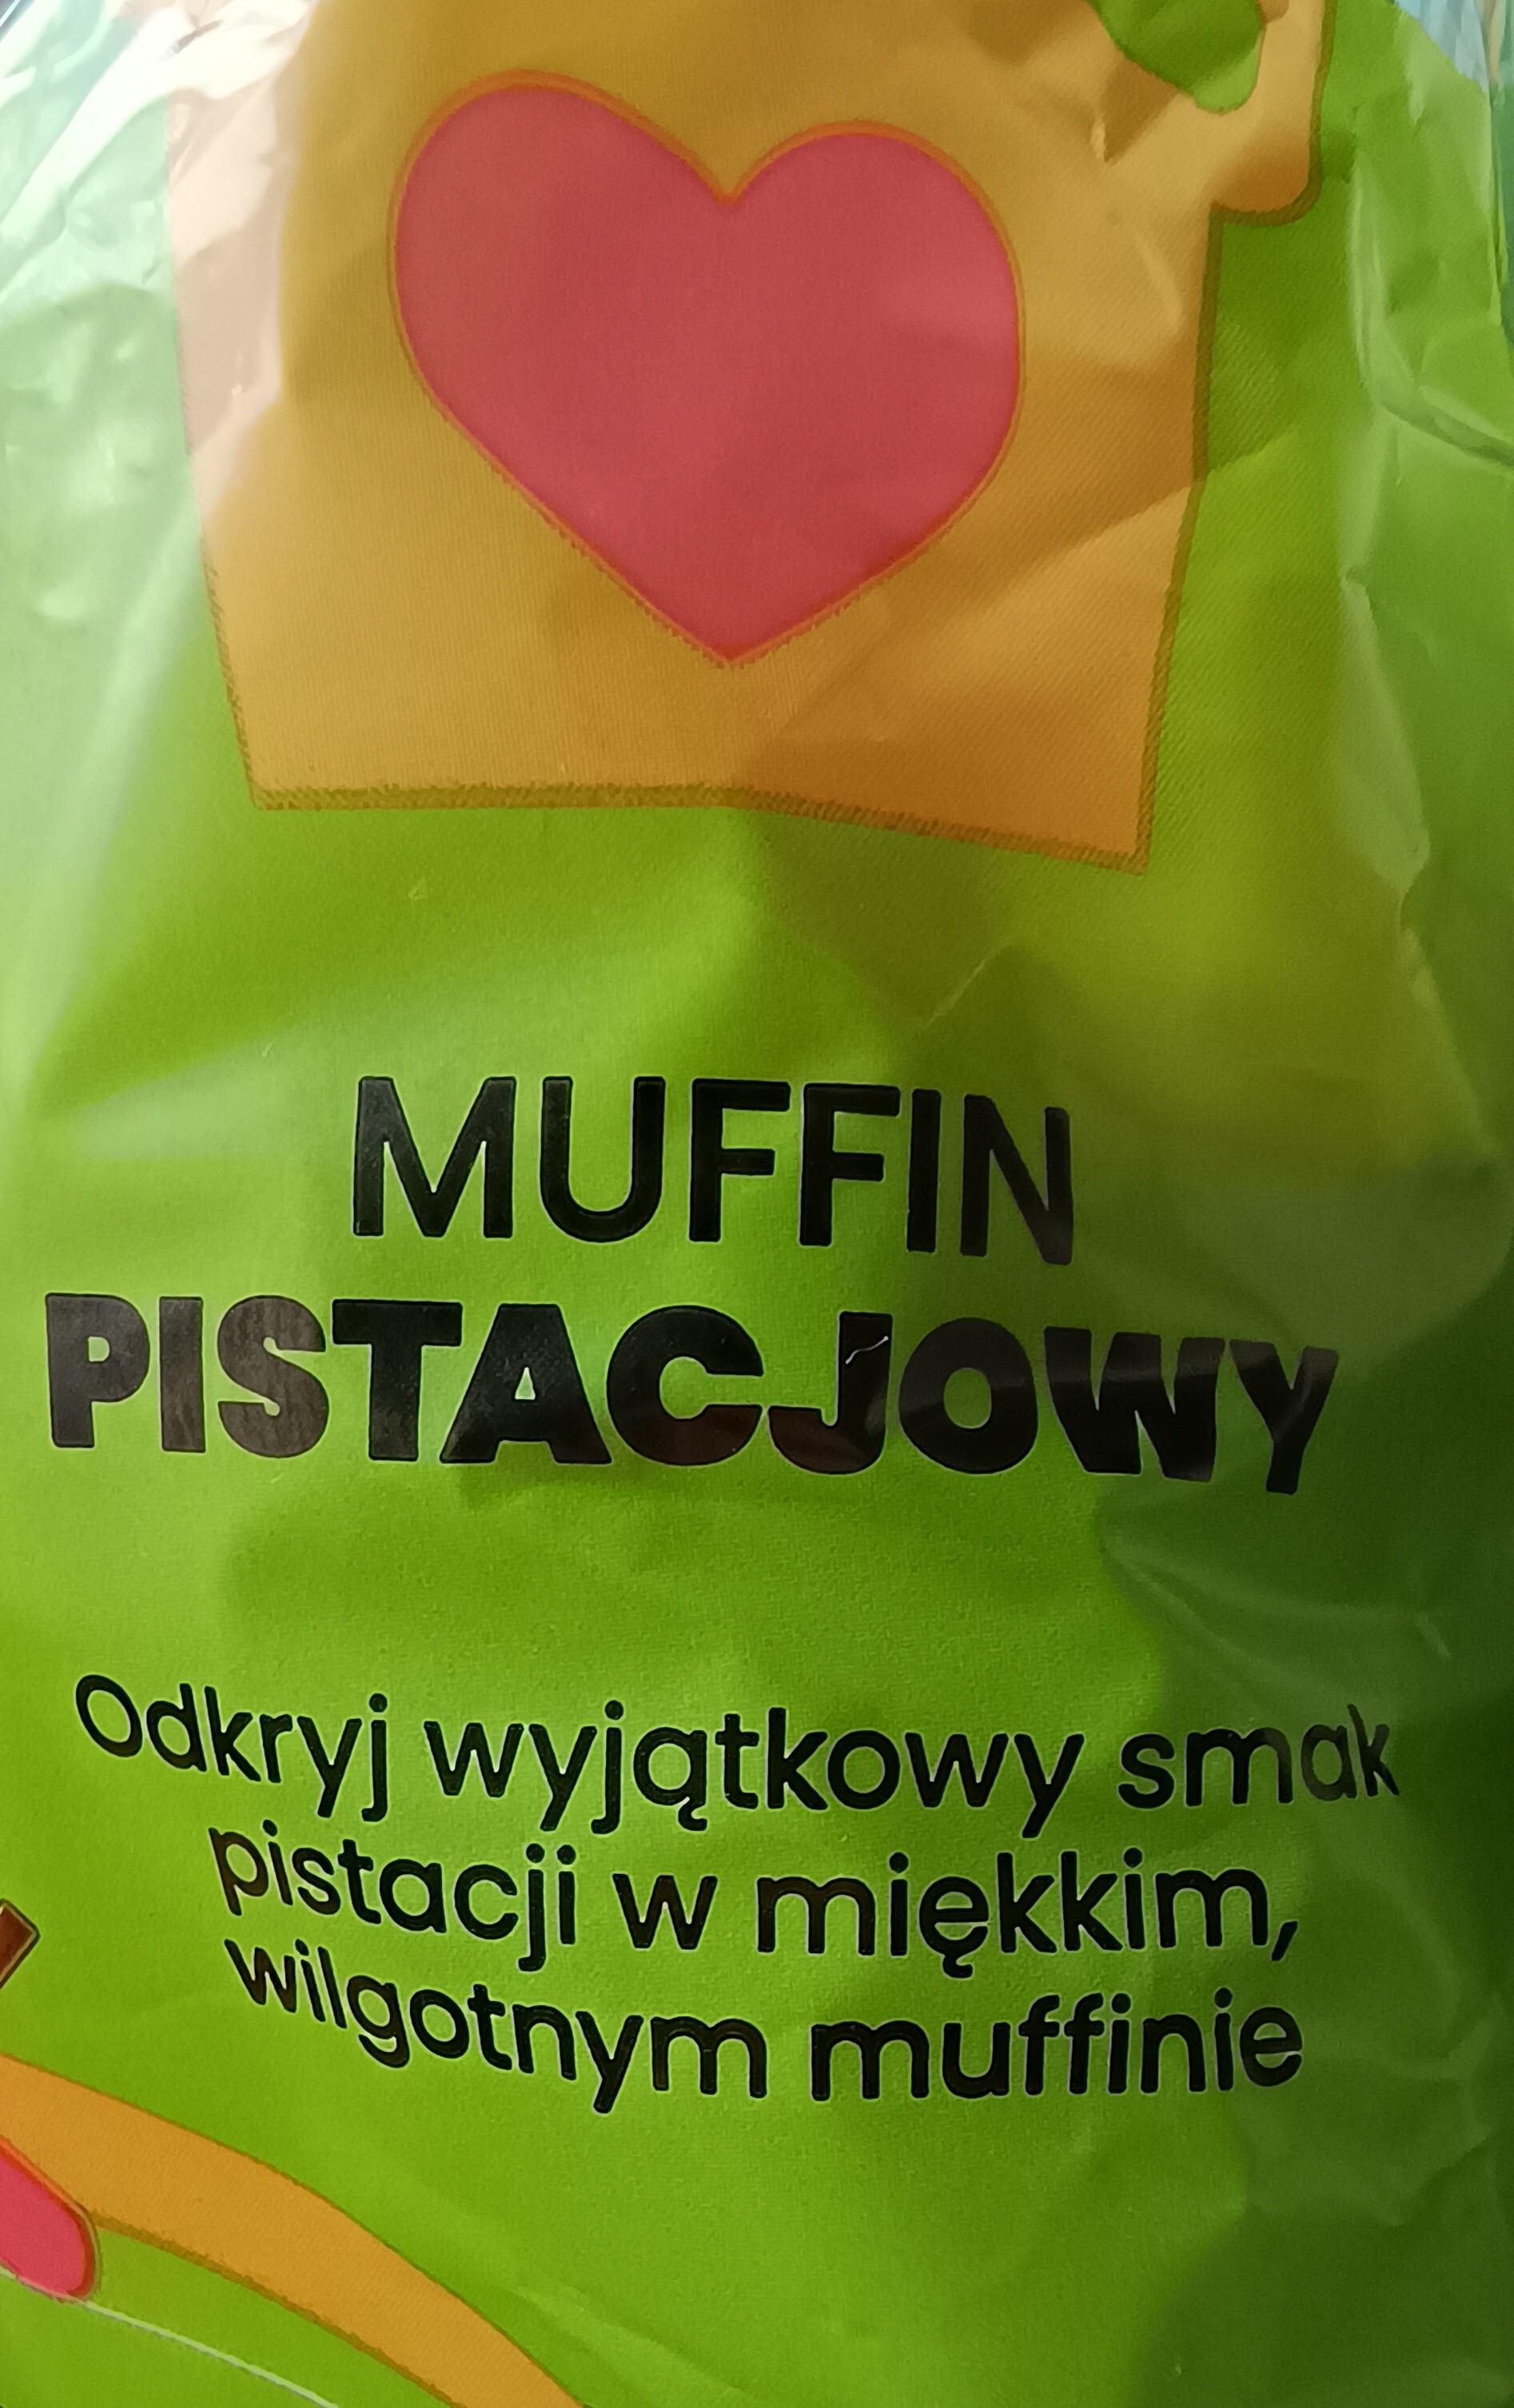 MUFFIN
PISTACJOWY
Odkryj wyjątkowy smak
pistacji w miękkim,
wilgotnym muffinie